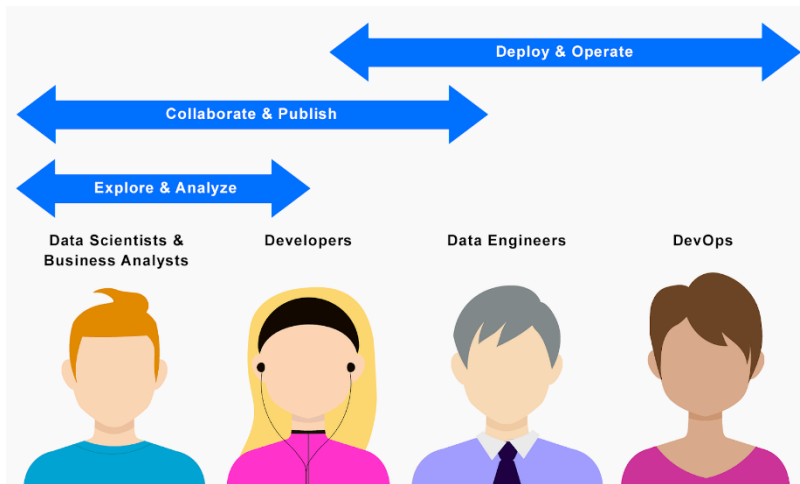 Deploy & Operate
Collaborate & Publish
Explore & Analyze
Data Scientists &
Business Analysts
Developers
Data Engineers
DevOps